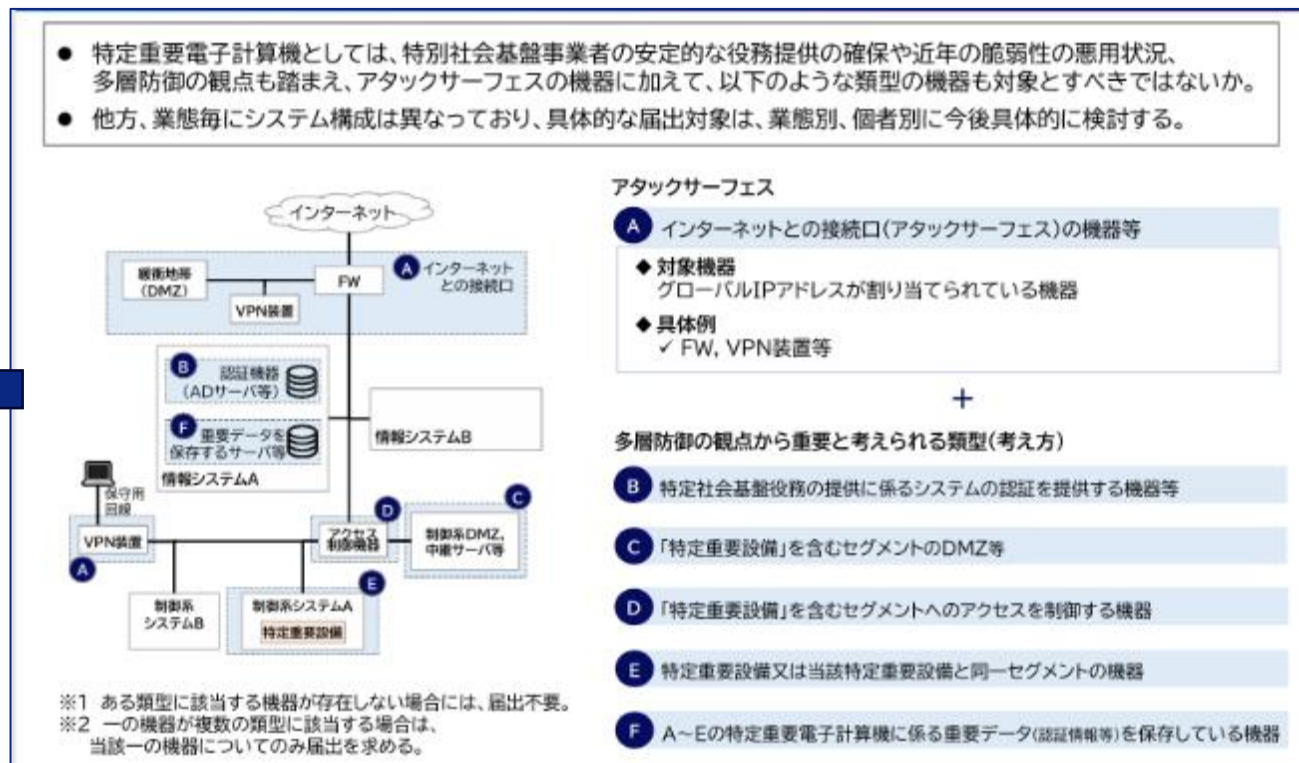 ● 特定重要電子計算機としては、特別社会基盤事業者の安定的な役務提供の確保や近年の脆弱性の悪用状況、
多層防御の観点も踏まえ、アタックサーフェスの機器に加えて、以下のような類型の機器も対象とすべきではないか。
● 他方、業態毎にシステム構成は異なっており、具体的な届出対象は、業態別、個者別に今後具体的に検討する。
インターネット
緩衝地帯
(DMZ)
VPN装置
FW
A インターネット
との接続口
B 認証機器
(ADサーバ等)
F 重要データを
保存するサーバ等
情報システムA
情報システムB
保守用
回線
VPN装置
A
D
アクセス
制御機器
C
制御系DMZ、
中継サーバ等
制御系
システムB
E
制御系システムA
特定重要設備
※1 ある類型に該当する機器が存在しない場合には、届出不要。
※2 一の機器が複数の類型に該当する場合は、
当該一の機器についてのみ届出を求める。
アタックサーフェス
A インターネットとの接続口(アタックサーフェス)の機器等
◆ 対象機器
グローバルIPアドレスが割り当てられている機器
◆ 具体例
✓ FW, VPN装置等
+
多層防御の観点から重要と考えられる類型(考え方)
B 特定社会基盤役務の提供に係るシステムの認証を提供する機器等
C 「特定重要設備」を含むセグメントのDMZ等
D 「特定重要設備」を含むセグメントへのアクセスを制御する機器
E 特定重要設備又は当該特定重要設備と同一セグメントの機器
F A～Eの特定重要電子計算機に係る重要データ(認証情報等)を保存している機器